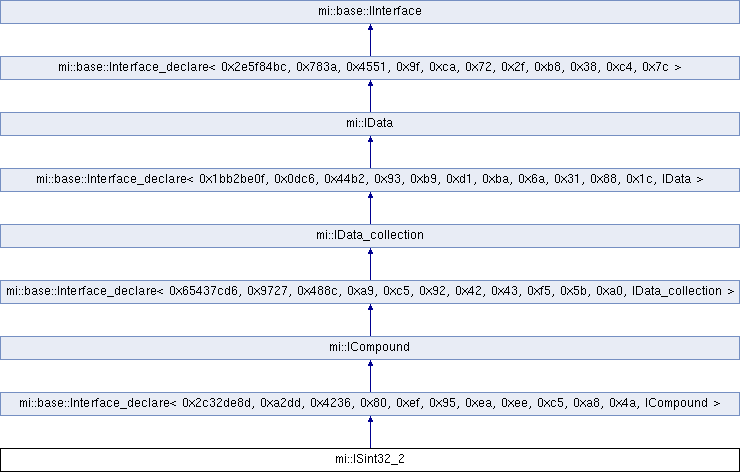 mi::base::IInterface
mi::base::Interface_declare< 0x2e5f84bc, 0x783a, 0x4551, 0x9f, 0xca, 0x72, 0x2f, 0xb8, 0x38, 0xc4, 0x7c >
mi::IData
mi::base::Interface_declare< 0x1bb2be0f, 0x0dc6, 0x44b2, 0x93, 0xb9, 0xd1, 0xba, 0x6a, 0x31, 0x88, 0x1c, IData >
mi::IData_collection
mi::base::Interface_declare< 0x65437cd6, 0x9727, 0x488c, 0xa9, 0xc5, 0x92, 0x42, 0x43, 0xf5, 0x5b, 0xa0, IData_collection >
mi::ICompound
mi::base::Interface_declare< 0x2c32de8d, 0xa2dd, 0x4236, 0x80, 0xef, 0x95, 0xea, 0xee, 0xc5, 0xa8, 0x4a, ICompound >
mi::ISint32_2